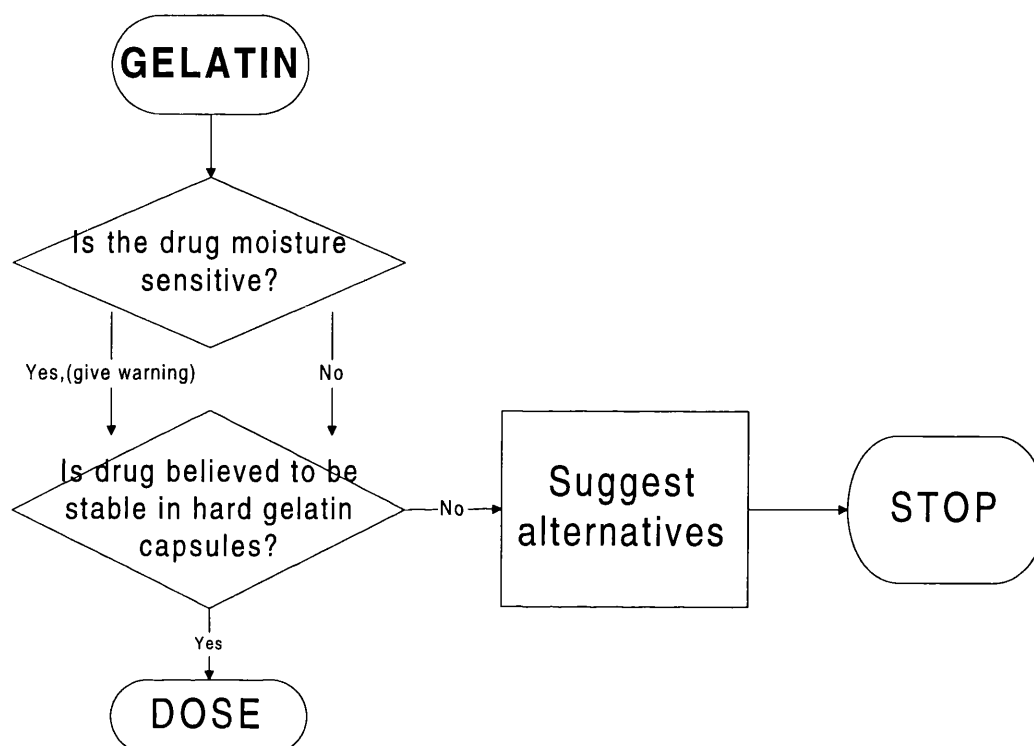 GELATIN
Is the drug moisture
sensitive?
Yes,(give warning)
No
Is drug believed to be
stable in hard gelatin
capsules?
No
Suggest
alternatives
STOP
Yes
DOSE